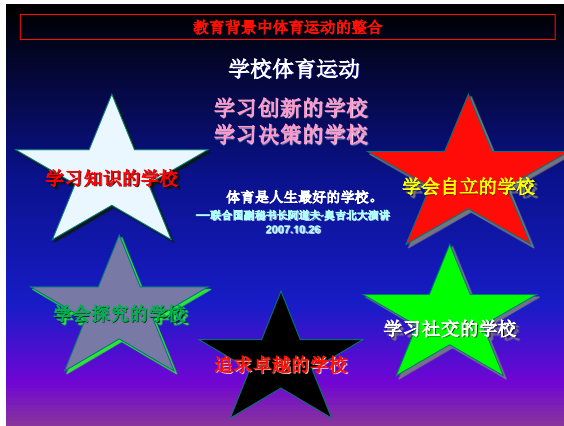 教育背景中体育运动的整合
学校体育运动
学习创新的学校
学习决策的学校
学习知识的学校
学会自立的学校
体育是人生最好的学校。
──联合国副秘书长阿道夫·奥吉北大演讲
2007.10.26
学会探究的学校
学习社交的学校
追求卓越的学校